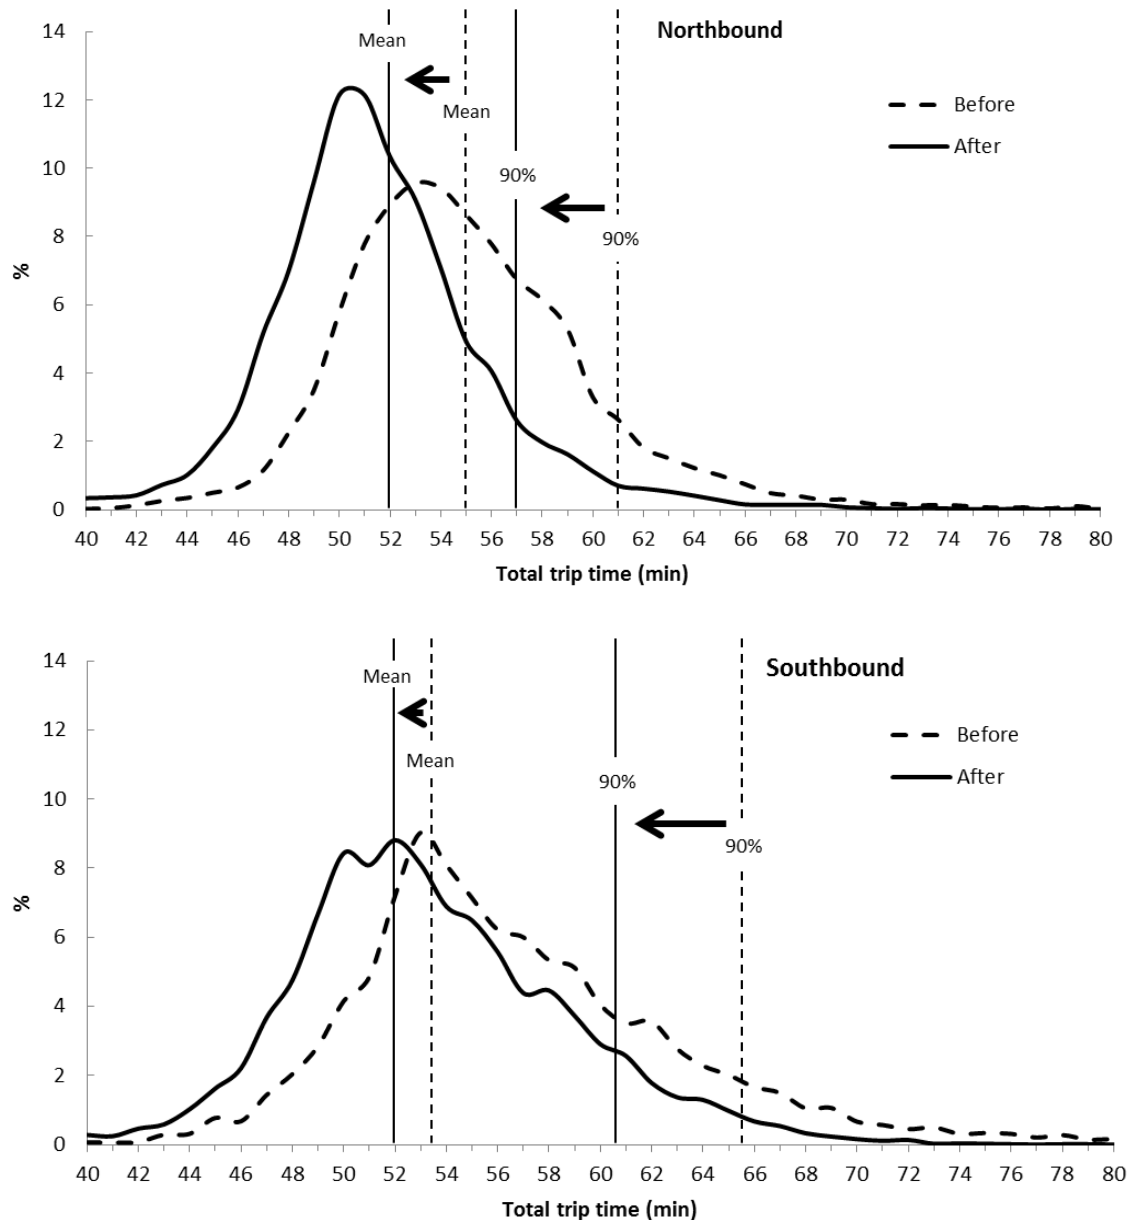 14
Northbound
Mean
12
Before
Mean
After
10
90%
8
90%
%
6
4
2
0
40 42 44 46 48 50 52 54 56 58 60 62 64 66 68 70 72 74 76 78 80
Total trip time (min)
14
Southbound
Mean
12
Before
Mean
After
90%
10
90%
8
%
6
4
2
0
40 42 44 46 48 50 52 54 56 58 60 62 64 66 68 70 72 74 76 78 80
Total trip time (min)